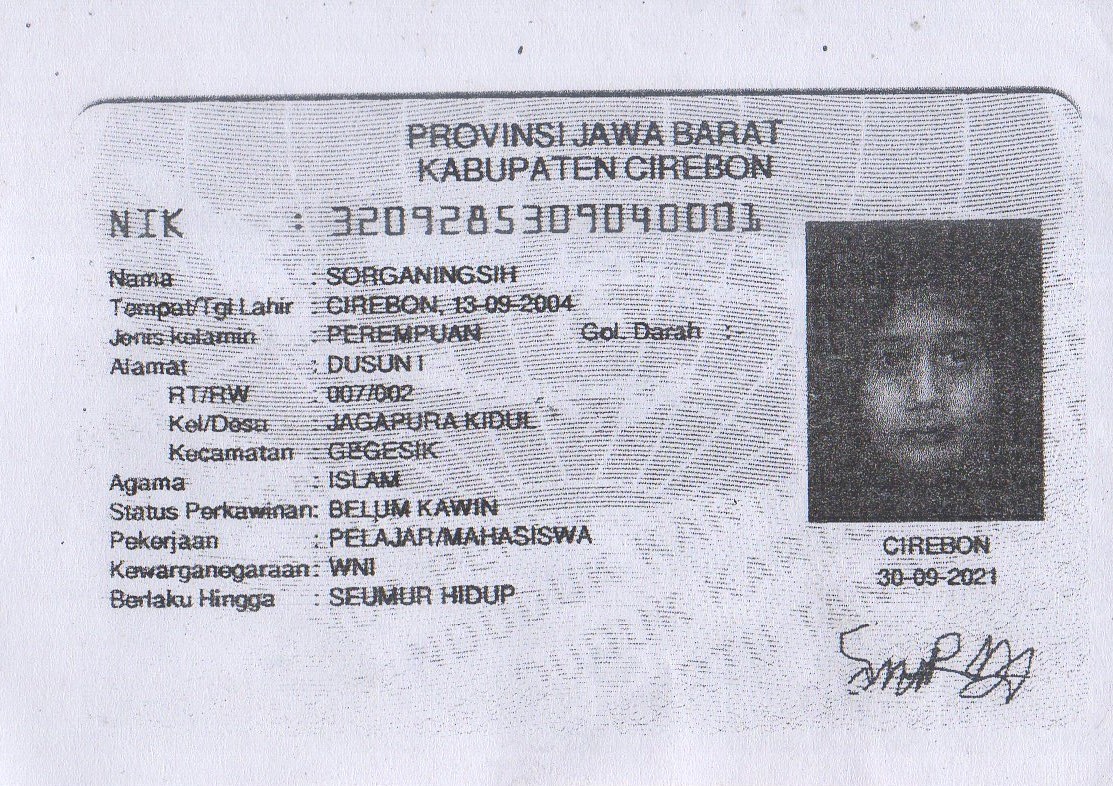 PROVINSI JAWA BARAT
KABUPATEN CIREBON
NIK : 3209285309040001
Nama : SORGANINGSIH
Tempat/Tgl Lahir : CIREBON, 13-09-2004
Jenis kelamin : PEREMPUAN Gol. Darah : -
Alamat : DUSUN I
RT/RW : 007/002
Kel/Desa : JAGAPURA KIDUL
Kecamatan : GEGESIK
Agama : ISLAM
Status Perkawinan: BELUM KAWIN
Pekerjaan : PELAJAR/MAHASISWA
Kewarganegaraan: WNI
Berlaku Hingga : SEUMUR HIDUP
CIREBON
30-09-2021